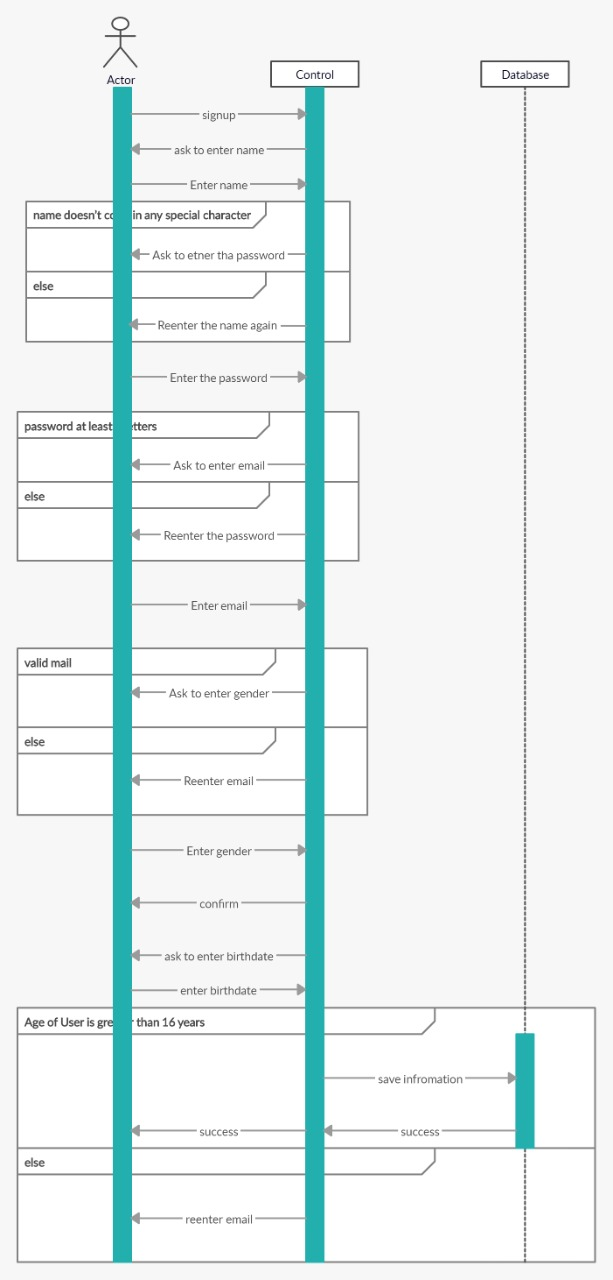 Actor
Control
Database
signup
ask to enter name
Enter name
name doesn't in any special character
Ask to etner tha password
else
Reenter the name again
Enter the password
password at least
Ask to enter email
else
Reenter the password
Enter email
valid mail
Ask to enter gender
else
Reenter email
Enter gender
confirm
ask to enter birthdate
enter birthdate
Age of User is than 16 years
save infromation
success
success
else
reenter email